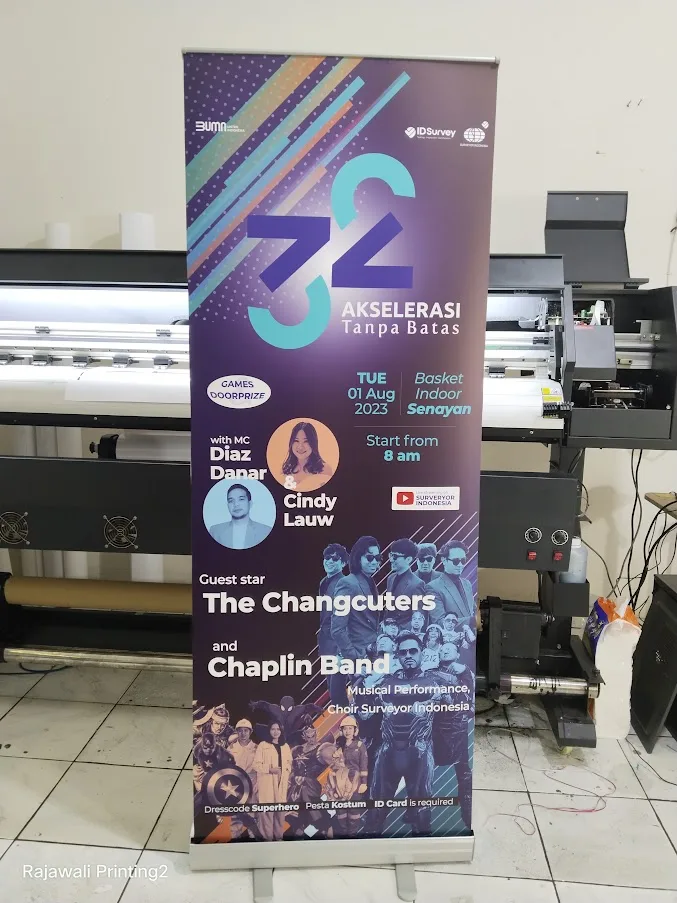 BUMN
IDSurvey
32
AKSELERASI
Tanpa Batas
GAMES
DOORPRIZE
TUE
01 Aug
2023
Basket
Indoor
Senayan
Start from
8 am
with MC
Diaz
Danar
&
Cindy
Lauw
SURVEYOR
INDONESIA
Guest star
The Changcuters
and
Chaplin Band
Musical Performance,
Choir Surveyor Indonesia
Dresscode Superhero Pesta Kostum ID Card is required
Rajawali Printing2